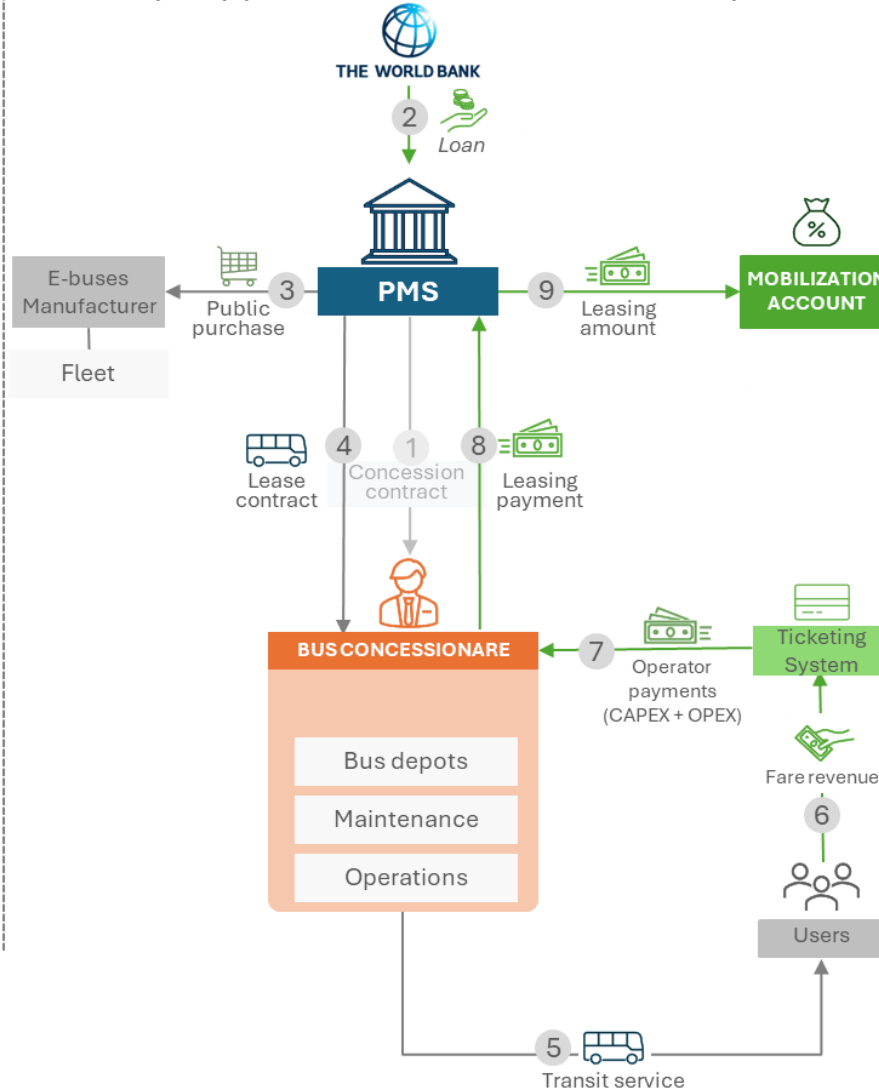 THE WORLD BANK
2
Loan
E-buses
Manufacturer
Public
purchase
3
PMS
9
Leasing
amount
%
MOBILIZATION
ACCOUNT
Fleet
Lease
contract
4
1
Concession
contract
8
Leasing
payment
BUS CONCESSIONARE
7
Operator
payments
(CAPEX + OPEX)
Ticketing
System
Bus depots
Maintenance
Operations
Fare revenue
6
Users
5
Transit service